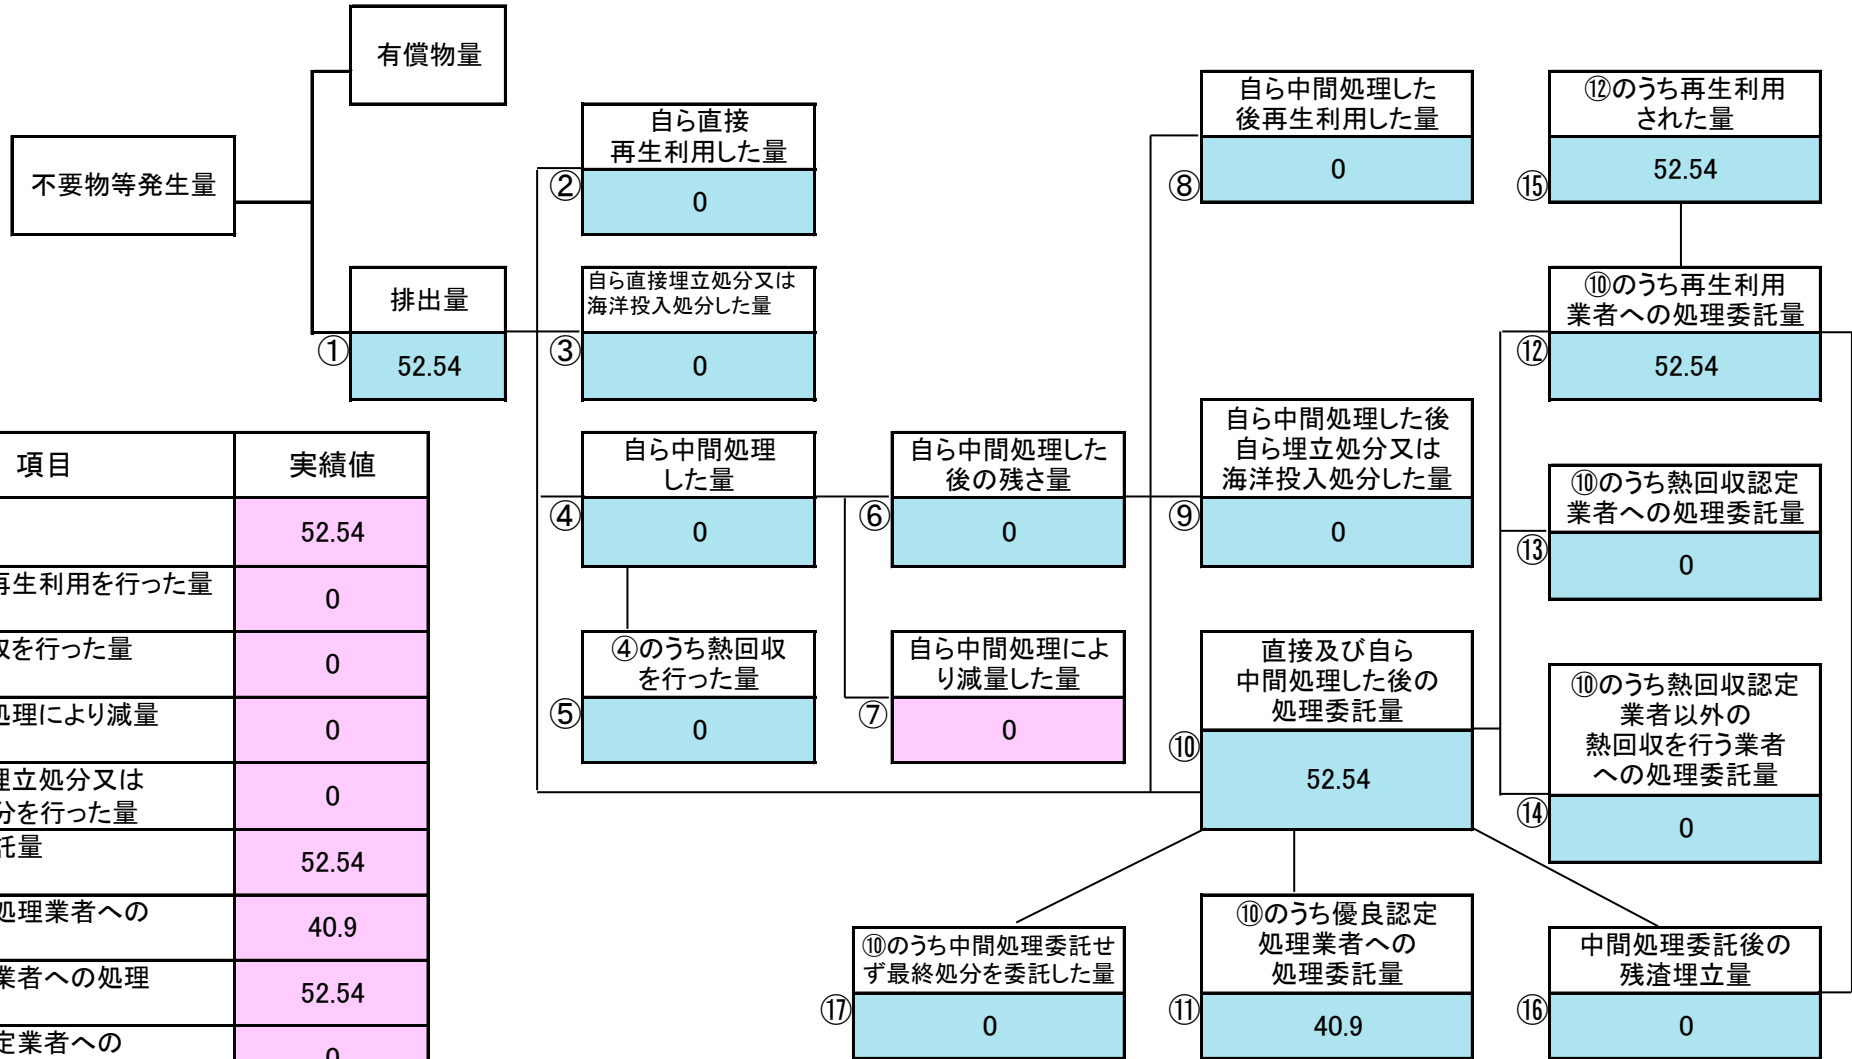 有償物量
不要物等発生量
排出量
①
52.54
自ら直接
再生利用した量
②
0
自ら直接埋立処分又は
海洋投入処分した量
③
0
自ら中間処理
した量
④
0
④のうち熱回収
を行った量
⑤
0
自ら中間処理した
後の残さ量
⑥
0
自ら中間処理によ
り減量した量
⑦
0
自ら中間処理した
後再生利用した量
⑧
0
自ら中間処理した後
自ら埋立処分又は
海洋投入処分した量
⑨
0
直接及び自ら
中間処理した後の
処理委託量
⑩
52.54
⑫のうち再生利用
された量
⑮
52.54
⑩のうち再生利用
業者への処理委託量
⑫
52.54
⑩のうち熱回収認定
業者への処理委託量
⑬
0
⑩のうち熱回収認定
業者以外の
熱回収を行う業者
への処理委託量
⑭
0
⑩のうち中間処理委託せ
ず最終処分を委託した量
⑰
0
⑩のうち優良認定
処理業者への
処理委託量
⑪
40.9
中間処理委託後の
残渣埋立量
⑯
0
項目 実績値
52.54
再生利用を行った量
0
を行った量
0
処理により減量
0
埋立処分又は
分を行った量
0
託量
52.54
処理業者への
40.9
業者への処理
52.54
定業者への
0